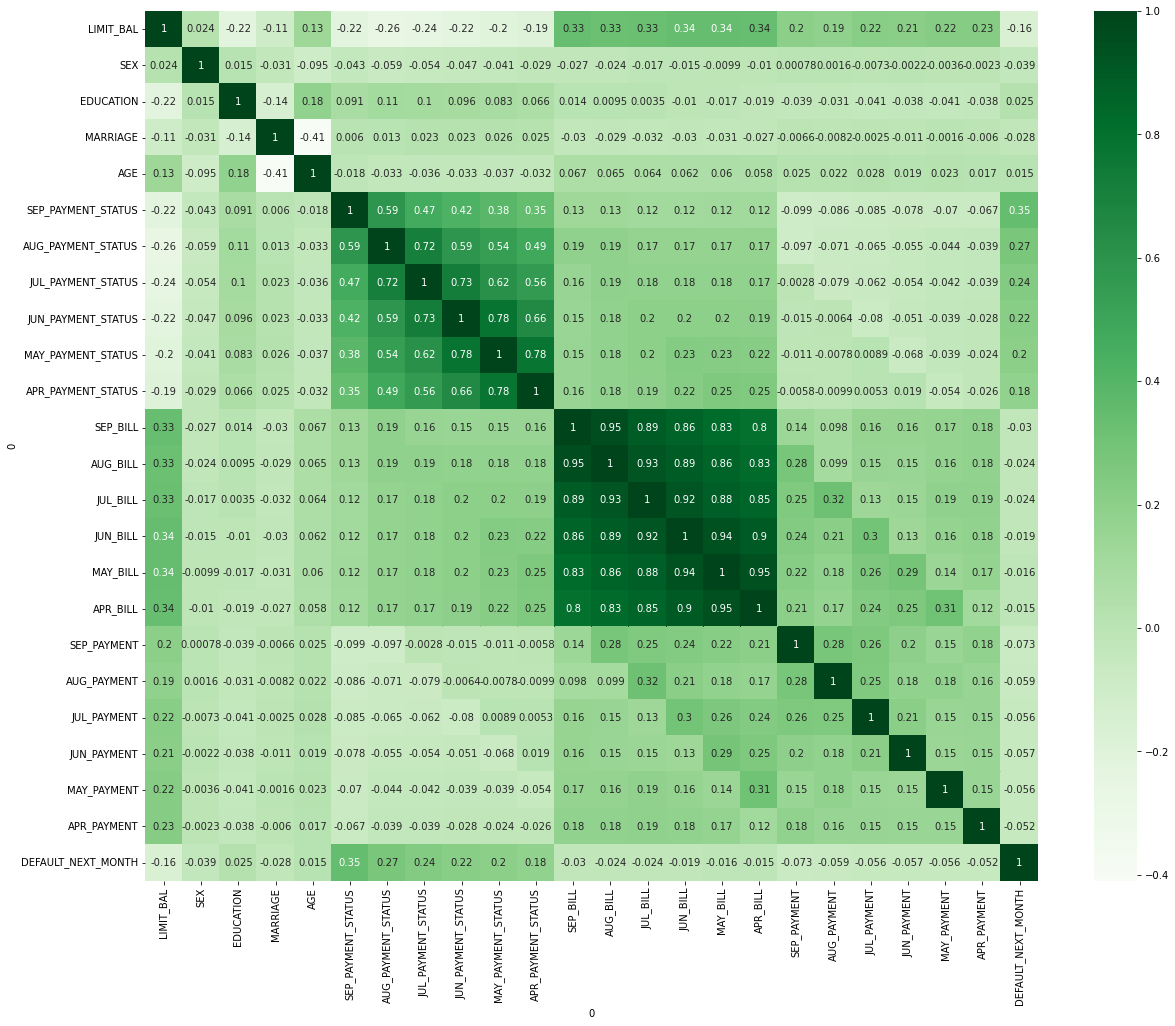 LIMIT_BAL 1 0.024 -0.22 -0.11 0.13 -0.22 -0.26 -0.24 -0.22 -0.2 -0.19 0.33 0.33 0.33 0.34 0.34 0.34 0.2 0.19 0.22 0.21 0.22 0.23 -0.16
SEX 0.024 1 0.015 -0.031 -0.095 -0.043 -0.059 -0.054 -0.047 -0.041 -0.029 -0.027 -0.024 -0.017 -0.015 -0.0099 -0.01 0.00078 0.0016 -0.0073 -0.0022 -0.0036 -0.0023 -0.039
EDUCATION -0.22 0.015 1 -0.14 0.18 0.091 0.11 0.1 0.096 0.083 0.066 0.014 0.0095 0.0035 -0.01 -0.017 -0.019 -0.039 -0.031 -0.041 -0.038 -0.041 -0.038 0.025
MARRIAGE -0.11 -0.031 -0.14 1 -0.41 0.006 0.013 0.023 0.023 0.026 0.025 -0.03 -0.029 -0.032 -0.03 -0.031 -0.027 -0.0066 -0.0082 -0.0025 -0.011 -0.0016 -0.006 -0.028
AGE 0.13 -0.095 0.18 -0.41 1 -0.018 -0.033 -0.036 -0.033 -0.037 -0.032 0.067 0.065 0.064 0.062 0.06 0.058 0.025 0.022 0.028 0.019 0.023 0.017 0.015
SEP_PAYMENT_STATUS -0.22 -0.043 0.091 0.006 -0.018 1 0.59 0.47 0.42 0.38 0.35 0.13 0.13 0.12 0.12 0.12 0.12 -0.099 -0.086 -0.085 -0.078 -0.07 -0.067 0.35
AUG_PAYMENT_STATUS -0.26 -0.059 0.11 0.013 -0.033 0.59 1 0.72 0.59 0.54 0.49 0.19 0.19 0.17 0.17 0.17 0.17 -0.097 -0.071 -0.065 -0.055 -0.044 -0.039 0.27
JUL_PAYMENT_STATUS -0.24 -0.054 0.1 0.023 -0.036 0.47 0.72 1 0.73 0.62 0.56 0.16 0.19 0.18 0.18 0.18 0.17 -0.0028 -0.079 -0.062 -0.054 -0.042 -0.039 0.24
JUN_PAYMENT_STATUS -0.22 -0.047 0.096 0.023 -0.033 0.42 0.59 0.73 1 0.78 0.66 0.15 0.18 0.2 0.2 0.2 0.19 -0.015 -0.0064 -0.08 -0.051 -0.039 -0.028 0.22
MAY_PAYMENT_STATUS -0.2 -0.041 0.083 0.026 -0.037 0.38 0.54 0.62 0.78 1 0.78 0.15 0.18 0.2 0.23 0.23 0.22 -0.011 -0.0078 0.0089 -0.068 -0.039 -0.024 0.2
APR_PAYMENT_STATUS -0.19 -0.029 0.066 0.025 -0.032 0.35 0.49 0.56 0.66 0.78 1 0.16 0.18 0.19 0.22 0.25 0.25 -0.0058 -0.0099 0.0053 0.019 -0.054 -0.026 0.18
SEP_BILL 0.33 -0.027 0.014 -0.03 0.067 0.13 0.19 0.16 0.15 0.15 0.16 1 0.95 0.89 0.86 0.83 0.8 0.14 0.098 0.16 0.16 0.17 0.18 -0.03
AUG_BILL 0.33 -0.024 0.0095 -0.029 0.065 0.13 0.19 0.19 0.18 0.18 0.18 0.95 1 0.93 0.89 0.86 0.83 0.28 0.099 0.15 0.15 0.16 0.18 -0.024
JUL_BILL 0.33 -0.017 0.0035 -0.032 0.064 0.12 0.17 0.18 0.2 0.2 0.19 0.89 0.93 1 0.92 0.88 0.85 0.25 0.32 0.13 0.15 0.19 0.19 -0.024
JUN_BILL 0.34 -0.015 -0.01 -0.03 0.062 0.12 0.17 0.18 0.2 0.23 0.22 0.86 0.89 0.92 1 0.94 0.9 0.24 0.21 0.3 0.13 0.16 0.18 -0.019
MAY_BILL 0.34 -0.0099 -0.017 -0.031 0.06 0.12 0.17 0.18 0.2 0.23 0.25 0.83 0.86 0.88 0.94 1 0.95 0.22 0.18 0.26 0.29 0.14 0.17 -0.016
APR_BILL 0.34 -0.01 -0.019 -0.027 0.058 0.12 0.17 0.17 0.19 0.22 0.25 0.8 0.83 0.85 0.9 0.95 1 0.21 0.17 0.24 0.25 0.31 0.12 -0.015
SEP_PAYMENT 0.2 0.00078 -0.039 -0.0066 0.025 -0.099 -0.097 -0.0028 -0.015 -0.011 -0.0058 0.14 0.28 0.25 0.24 0.22 0.21 1 0.28 0.26 0.2 0.15 0.18 -0.073
AUG_PAYMENT 0.19 0.0016 -0.031 -0.0082 0.022 -0.086 -0.071 -0.079 -0.0064 -0.0078 -0.0099 0.098 0.099 0.32 0.21 0.18 0.17 0.28 1 0.25 0.18 0.18 0.16 -0.059
JUL_PAYMENT 0.22 -0.0073 -0.041 -0.0025 0.028 -0.085 -0.065 -0.062 -0.08 0.0089 0.0053 0.16 0.15 0.13 0.3 0.26 0.24 0.26 0.25 1 0.21 0.15 0.15 -0.056
JUN_PAYMENT 0.21 -0.0022 -0.038 -0.011 0.019 -0.078 -0.055 -0.054 -0.051 -0.068 0.019 0.16 0.15 0.15 0.13 0.29 0.25 0.2 0.18 0.21 1 0.15 0.15 -0.057
MAY_PAYMENT 0.22 -0.0036 -0.041 -0.0016 0.023 -0.07 -0.044 -0.042 -0.039 -0.039 -0.054 0.17 0.16 0.19 0.16 0.14 0.31 0.15 0.18 0.15 0.15 1 0.15 -0.056
APR_PAYMENT 0.23 -0.0023 -0.038 -0.006 0.017 -0.067 -0.039 -0.039 -0.028 -0.024 -0.026 0.18 0.18 0.19 0.18 0.17 0.12 0.18 0.16 0.15 0.15 0.15 1 -0.052
DEFAULT_NEXT_MONTH -0.16 -0.039 0.025 -0.028 0.015 0.35 0.27 0.24 0.22 0.2 0.18 -0.03 -0.024 -0.024 -0.019 -0.016 -0.015 -0.073 -0.059 -0.056 -0.057 -0.056 -0.052 1
0
LIMIT_BAL
SEX
EDUCATION
MARRIAGE
AGE
SEP_PAYMENT_STATUS
AUG_PAYMENT_STATUS
JUL_PAYMENT_STATUS
JUN_PAYMENT_STATUS
MAY_PAYMENT_STATUS
APR_PAYMENT_STATUS
SEP_BILL
AUG_BILL
JUL_BILL
JUN_BILL
MAY_BILL
APR_BILL
SEP_PAYMENT
AUG_PAYMENT
JUL_PAYMENT
JUN_PAYMENT
MAY_PAYMENT
APR_PAYMENT
DEFAULT_NEXT_MONTH
0
1.0
0.8
0.6
0.4
0.2
0.0
−0.2
−0.4